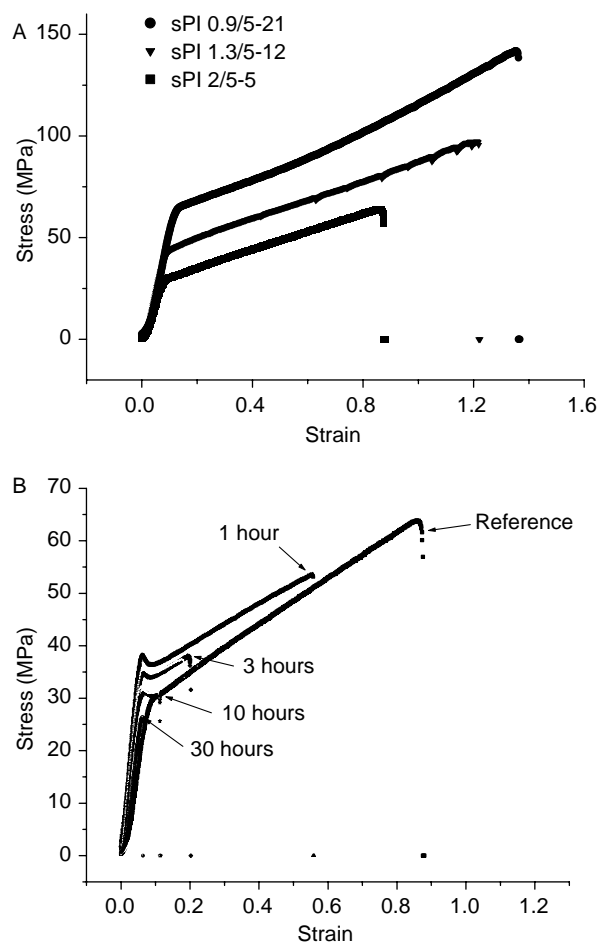 A
sPI 0.9/5-21
sPI 1.3/5-12
sPI 2/5-5
150
100
50
0
Stress (MPa)
0.0 0.4 0.8 1.2 1.6
Strain
B
70
60
50
40
30
20
10
0
Stress (MPa)
Reference
1 hour
3 hours
10 hours
30 hours
0.0 0.2 0.4 0.6 0.8 1.0 1.2
Strain